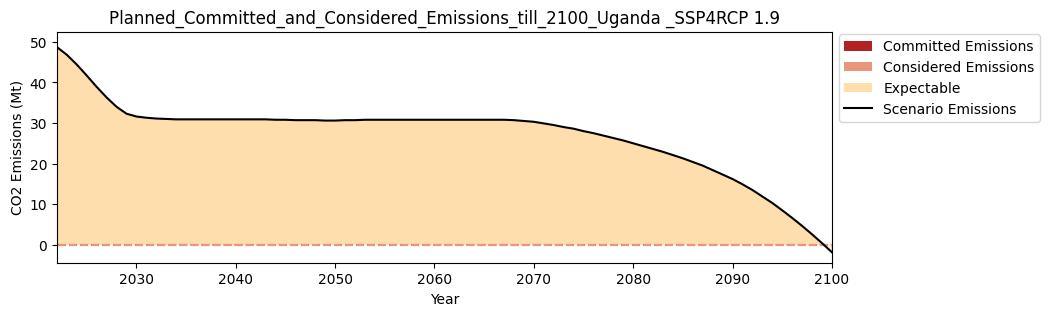 Planned_Committed_and_Considered_Emissions_till_2100_Uganda _SSP4RCP 1.9
Committed Emissions
Considered Emissions
Expectable
Scenario Emissions
CO2 Emissions (Mt)
50
40
30
20
10
0
2030 2040 2050 2060 2070 2080 2090 2100
Year